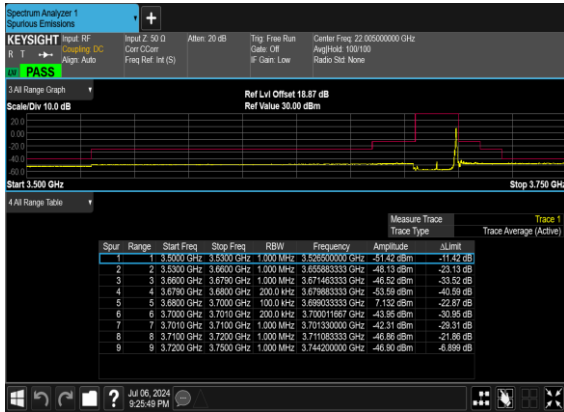 Spectrum Analyzer 1
Spurious Emissions
KEYSIGHT Input: RF Input Z: 50 Ω Atten: 20 dB Trig: Free Run Center Freq: 22.005000000 GHz
R T Coupling: DC Corr CCorr Gate: Off Avg|Hold: 100/100
Align: Auto Freq Ref: Int (S) IF Gain: Low Radio Std: None
PASS
3 All Range Graph
Ref Lvl Offset 18.87 dB
Scale/Div 10.0 dB Ref Value 30.00 dBm
20.0
0.00
-20.0
-40.0
-60.0
Start 3.500 GHz Stop 3.750 GHz
4 All Range Table
Measure Trace Trace 1
Trace Type Trace Average (Active)
Spur Range Start Freq Stop Freq RBW Frequency Amplitude ΔLimit
1 1 3.5000 GHz 3.5300 GHz 1.000 MHz 3.526500000 GHz -51.42 dBm -11.42 dB
2 2 3.5300 GHz 3.6600 GHz 1.000 MHz 3.655883333 GHz -48.13 dBm -23.13 dB
3 3 3.6600 GHz 3.6790 GHz 1.000 MHz 3.671463333 GHz -46.52 dBm -33.52 dB
4 4 3.6790 GHz 3.6800 GHz 200.0 kHz 3.679883333 GHz -53.59 dBm -40.59 dB
5 5 3.6800 GHz 3.7000 GHz 100.0 kHz 3.699033333 GHz 7.132 dBm -22.87 dB
6 6 3.7000 GHz 3.7010 GHz 200.0 kHz 3.700011667 GHz -43.95 dBm -30.95 dB
7 7 3.7010 GHz 3.7100 GHz 1.000 MHz 3.701330000 GHz -42.31 dBm -29.31 dB
8 8 3.7100 GHz 3.7200 GHz 1.000 MHz 3.711083333 GHz -46.86 dBm -21.86 dB
9 9 3.7200 GHz 3.7500 GHz 1.000 MHz 3.744200000 GHz -46.90 dBm -6.899 dB
Jul 06, 2024
9:25:49 PM